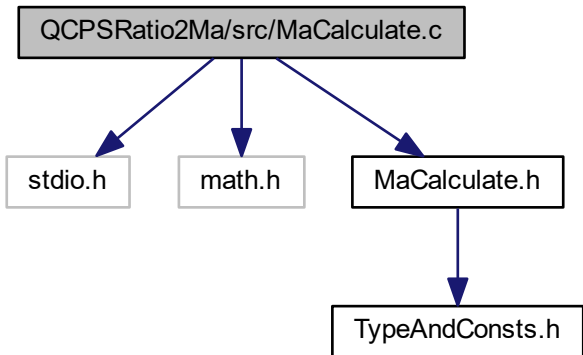 QCPSRatio2Ma/src/MaCalculate.c
stdio.h
math.h
MaCalculate.h
TypeAndConsts.h